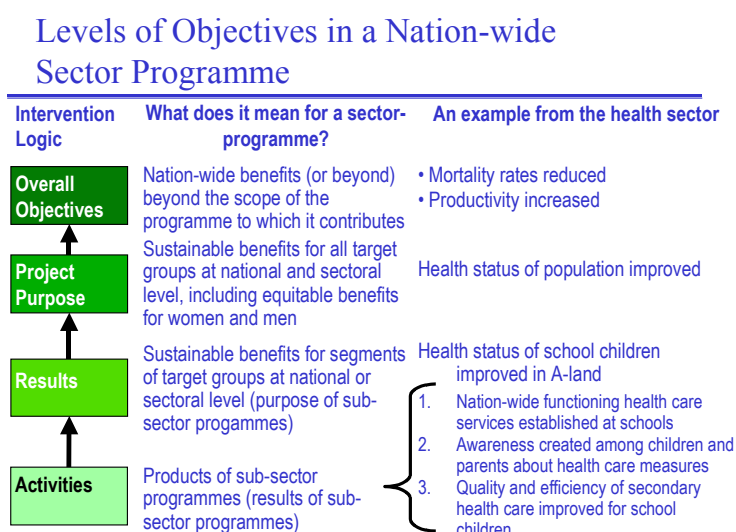 Levels of Objectives in a Nation-wide
Sector Programme
Intervention
Logic
What does it mean for a sector-
programme?
An example from the health sector
Overall
Objectives
Nation-wide benefits (or beyond)
beyond the scope of the
programme to which it contributes
• Mortality rates reduced
• Productivity increased
Project
Purpose
Sustainable benefits for all target
groups at national and sectoral
level, including equitable benefits
for women and men
Health status of population improved
Results
Sustainable benefits for segments
of target groups at national or
sectoral level (purpose of sub-
sector progammes)
Health status of school children
improved in A-land
Activities
Products of sub-sector
programmes (results of sub-
sector programmes)
1. Nation-wide functioning health care
services established at schools
2. Awareness created among children and
parents about health care measures
3. Quality and efficiency of secondary
health care improved for school
children